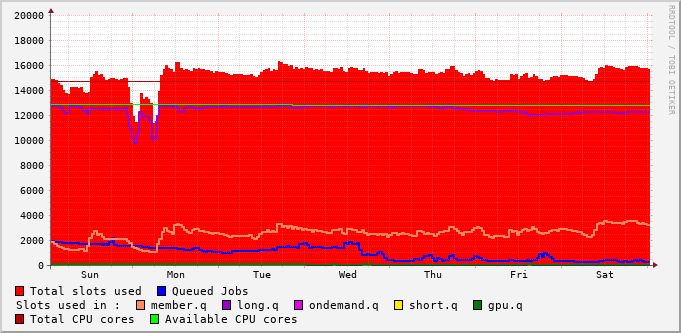 RRDTOOL / TOBI OETIKER
20000
18000
16000
14000
12000
10000
8000
6000
4000
2000
0
Sun Mon Tue Wed Thu Fri Sat
Total slots used Queued Jobs
Slots used in : member.q long.q ondemand.q short.q gpu.q
Total CPU cores Available CPU cores